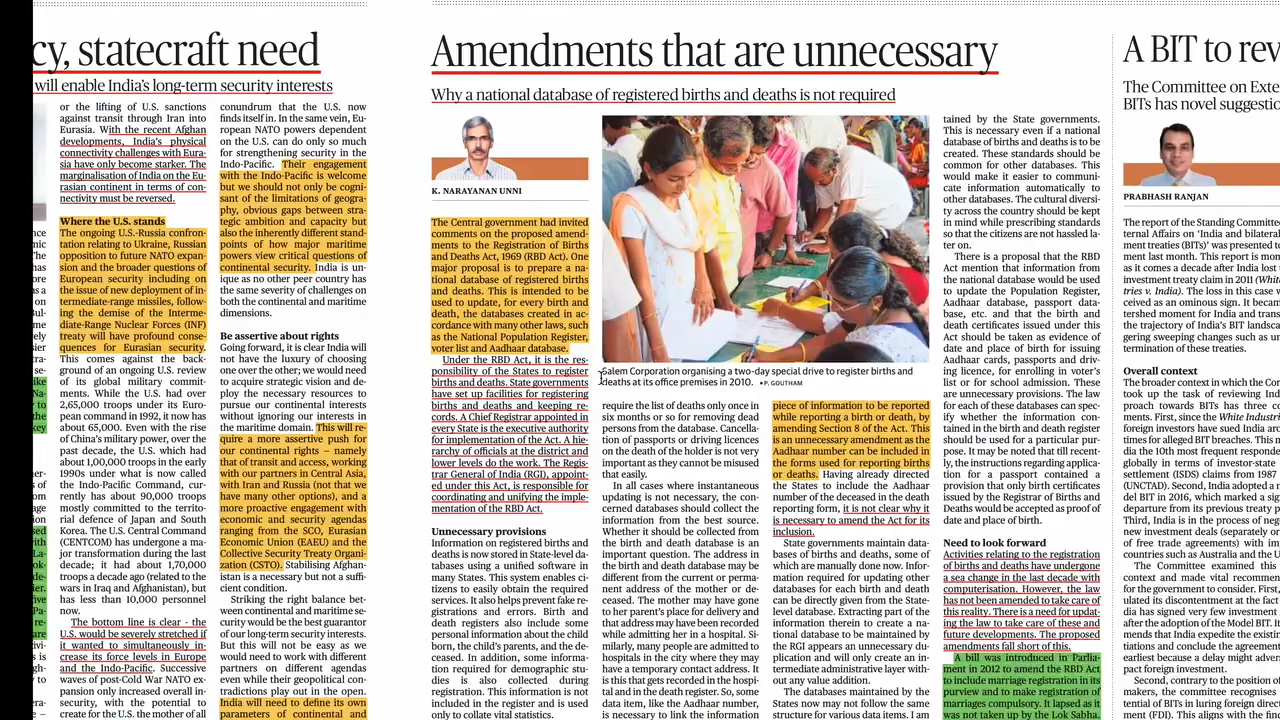 cy, statecraft need
will enable India's long-term security interests
or the lifting of U.S. sanctions
against transit through Iran into
Eurasia. With the recent Afghan
developments, India's physical
connectivity challenges with Eura-
sia have only become starker. The
marginalisation of India on the Eu-
rasian continent in terms of con-
nectivity must be reversed.
Where the U.S. stands
The ongoing U.S.-Russia confron-
tation relating to Ukraine, Russian
opposition to future NATO expan-
sion and the broader questions of
European security including on
the issue of new deployment of in-
termediate-range missiles, follow-
ing the demise of the Interme-
diate-Range Nuclear Forces (INF)
treaty will have profound conse-
quences for Eurasian security.
This comes against the back-
ground of an ongoing U.S. review
of its global military commit-
ments. While the U.S. had over
2,65,000 troops under its Euro-
pean command in 1992, it now has
about 65,000. Even with the rise
of China's military power, over the
past decade, the U.S. which had
about 1,00,000 troops in the early
1990s under what is now called
the Indo-Pacific Command, cur-
rently has about 90,000 troops
mostly committed to the territo-
rial defence of Japan and South
Korea. The U.S. Central Command
(CENTCOM) has undergone a ma-
jor transformation during the last
decade; it had about 1,70,000
troops a decade ago (related to the
wars in Iraq and Afghanistan), but
has less than 10,000 personnel
now.
The bottom line is clear - the
U.S. would be severely stretched if
it wanted to simultaneously in-
crease its force levels in Europe
and the Indo-Pacific. Successive
waves of post-Cold War NATO ex-
pansion only increased overall in-
security, with the potential to
create for the U.S. the mother of all
conundrum that the U.S. now
finds itself in. In the same vein, Eu-
ropean NATO powers dependent
on the U.S. can do only so much
for strengthening security in the
Indo-Pacific. Their engagement
with the Indo-Pacific is welcome
but we should not only be cogni-
sant of the limitations of geogra-
phy, obvious gaps between stra-
tegic ambition and capacity but
also the inherently different stand-
points of how major maritime
powers view critical questions of
continental security. India is un-
ique as no other peer country has
the same severity of challenges on
both the continental and maritime
dimensions.
Be assertive about rights
Going forward, it is clear India will
not have the luxury of choosing
one over the other; we would need
to acquire strategic vision and de-
ploy the necessary resources to
pursue our continental interests
without ignoring our interests in
the maritime domain. This will re-
quire a more assertive push for
our continental rights – namely
that of transit and access, working
with our partners in Central Asia,
with Iran and Russia (not that we
have many other options), and a
more proactive engagement with
economic and security agendas
ranging from the SCO, Eurasian
Economic Union (EAEU) and the
Collective Security Treaty Organi-
zation (CSTO). Stabilising Afghan-
istan is a necessary but not a suffi-
cient condition.
Striking the right balance bet-
ween continental and maritime se-
curity would be the best guarantor
of our long-term security interests.
But this will not be easy as we
would need to work with different
partners on different agendas
even while their geopolitical con-
tradictions play out in the open.
India will need to define its own
parameters of continental and
Amendments that are unnecessary
Why a national database of registered births and deaths is not required
K. NARAYANAN UNNI
The Central government had invited
comments on the proposed amend-
ments to the Registration of Births
and Deaths Act, 1969 (RBD Act). One
major proposal is to prepare a na-
tional database of registered births
and deaths. This is intended to be
used to update, for every birth and
death, the databases created in ac-
cordance with many other laws, such
as the National Population Register,
voter list and Aadhaar database.
Under the RBD Act, it is the res-
ponsibility of the States to register
births and deaths. State governments
have set up facilities for registering
births and deaths and keeping re-
cords. A Chief Registrar appointed in
every State is the executive authority
for implementation of the Act. A hie-
rarchy of officials at the district and
lower levels do the work. The Regis-
trar General of India (RGI), appoint-
ed under this Act, is responsible for
coordinating and unifying the imple-
mentation of the RBD Act.
Unnecessary provisions
Information on registered births and
deaths is now stored in State-level da-
tabases using a unified software in
many States. This system enables ci-
tizens to easily obtain the required
services. It also helps prevent fake re-
gistrations and errors. Birth and
death registers also include some
personal information about the child
born, the child's parents, and the de-
ceased. In addition, some informa-
tion required for demographic stu-
dies is also collected during
registration. This information is not
included in the register and is used
only to collate vital statistics.
Salem Corporation organising a two-day special drive to register births and
deaths at its office premises in 2010. • P. GOUTHAM
require the list of deaths only once in
six months or so for removing dead
persons from the database. Cancella-
tion of passports or driving licences
on the death of the holder is not very
important as they cannot be misused
that easily.
In all cases where instantaneous
updating is not necessary, the con-
cerned databases should collect the
information from the best source.
Whether it should be collected from
the birth and death database is an
important question. The address in
the birth and death database may be
different from the current or perma-
nent address of the mother or de-
ceased. The mother may have gone
to her parent's place for delivery and
that address may have been recorded
while admitting her in a hospital. Si-
milarly, many people are admitted to
hospitals in the city where they may
have a temporary contact address. It
is this that gets recorded in the hospi-
tal and in the death register. So, some
data item, like the Aadhaar number,
is necessary to link the information
piece of information to be reported
while reporting a birth or death, by
amending Section 8 of the Act. This
is an unnecessary amendment as the
Aadhaar number can be included in
the forms used for reporting births
or deaths. Having already directed
the States to include the Aadhaar
number of the deceased in the death
reporting form, it is not clear why it
is necessary to amend the Act for its
inclusion.
State governments maintain data-
bases of births and deaths, some of
which are manually done now. Infor-
mation required for updating other
databases for each birth and death
can be directly given from the State-
level database. Extracting part of the
information therein to create a na-
tional database to be maintained by
the RGI appears an unnecessary du-
plication and will only create an in-
termediate administrative layer with-
out any value addition.
The databases maintained by the
States now may not follow the same
structure for various data items. I am
tained by the State governments.
This is necessary even if a national
database of births and deaths is to be
created. These standards should be
common for other databases. This
would make it easier to communi-
cate information automatically to
other databases. The cultural diversi-
ty across the country should be kept
in mind while prescribing standards
so that the citizens are not hassled la-
ter on.
There is a proposal that the RBD
Act mention that information from
the national database would be used
to update the Population Register,
Aadhaar database, passport data-
base, etc. and that the birth and
death certificates issued under this
Act should be taken as evidence of
date and place of birth for issuing
Aadhaar cards, passports and driv-
ing licence, for enrolling in voter's
list or for school admission. These
are unnecessary provisions. The law
for each of these databases can spec-
ify whether the information con-
tained in the birth and death register
should be used for a particular pur-
pose. It may be noted that till recent-
ly, the instructions regarding applica-
tion for a passport contained a
provision that only birth certificates
issued by the Registrar of Births and
Deaths would be accepted as proof of
date and place of birth.
Need to look forward
Activities relating to the registration
of births and deaths have undergone
a sea change in the last decade with
computerisation. However, the law
has not been amended to take care of
this reality. There is a need for updat-
ing the law to take care of these and
future developments. The proposed
amendments fall short of this.
A bill was introduced in Parlia-
ment in 2012 to amend the RBD Act
to include marriage registration in its
purview and to make registration of
marriages compulsory. It lapsed as it
was not taken up by the Lok Sabha.
A BIT to rev
The Committee on Exte
BITs has novel suggestio
PRABHASH RANJAN
The report of the Standing Committe
ternal Affairs on 'India and bilateral
ment treaties (BITs)' was presented to
ment last month. This report is mon
as it comes a decade after India lost
investment treaty claim in 2011 (White
tries v. India). The loss in this case w
ceived as an ominous sign. It became
tershed moment for India and trans
the trajectory of India's BIT landsca
gering sweeping changes such as un
termination of these treaties.
Overall context
The broader context in which the Com
took up the task of reviewing Indi
proach towards BITs has three c
ments. First, since the White Industri
foreign investors have sued India aro
times for alleged BIT breaches. This m
dia the 10th most frequent responde
globally in terms of investor-state
settlement (ISDS) claims from 1987
(UNCTAD). Second, India adopted a n
del BIT in 2016, which marked a sig
departure from its previous treaty p
Third, India is in the process of neg
new investment deals (separately or
of free trade agreements) with im
countries such as Australia and the U
The Committee examined this
context and made vital recommen
for the government to consider. First,
ulated its discontentment at the fac
dia has signed very few investment
after the adoption of the Model BIT. It
mends that India expedite the existin
tiations and conclude the agreement
earliest because a delay might adver
pact foreign investment.
Second, contrary to the position of
makers, the committee recognises
ential of BITs in luring foreign direc
ment (FDI). This aligns with the fin